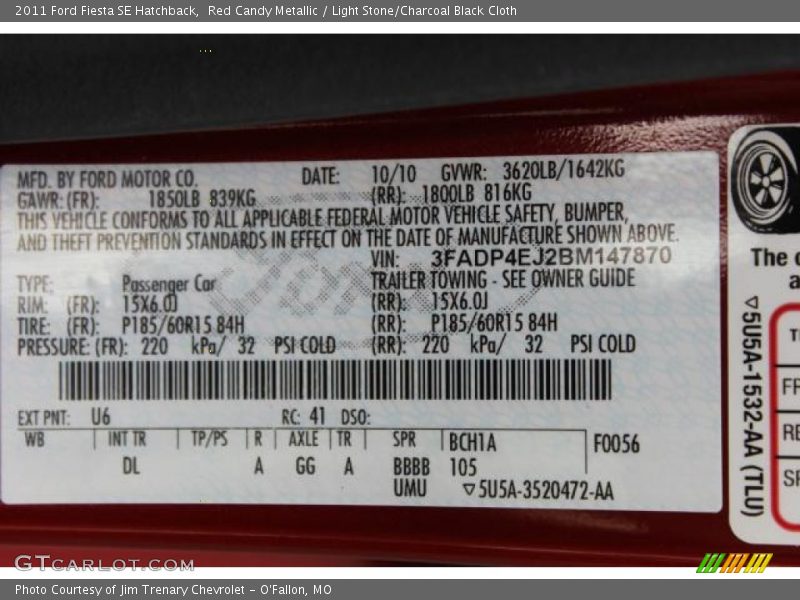 2011 Ford Fiesta SE Hatchback, Red Candy Metallic / Light Stone/Charcoal Black Cloth
MFD. BY FORD MOTOR CO. DATE: 10/10 GVWR: 3620LB/1642KG
GAWR: (FR): 1850LB 839KG (RR): 1800LB 816KG
THIS VEHICLE CONFORMS TO ALL APPLICABLE FEDERAL MOTOR VEHICLE SAFETY, BUMPER,
AND THEFT PREVENTION STANDARDS IN EFFECT ON THE DATE OF MANUFACTURE SHOWN ABOVE.
VIN: 3FADP4EJ2BM147870
TYPE: Passenger Car TRAILER TOWING - SEE OWNER GUIDE
RIM: (FR): 15X6.0J (RR): 15X6.0J
TIRE: (FR): P185/60R15 84H (RR): P185/60R15 84H
PRESSURE: (FR): 220 kPa/ 32 PSI COLD (RR): 220 kPa/ 32 PSI COLD
EXT PNT: U6 RC: 41 DSO:
WB INT TR TP/PS R AXLE TR SPR BCH1A F0056
DL A GG A BBBB 105
UMU ▽5U5A-3520472-AA
The
▽5U5A-1532-AA (TLU)
GTCarLot.com
Photo Courtesy of Jim Trenary Chevrolet - O'Fallon, MO